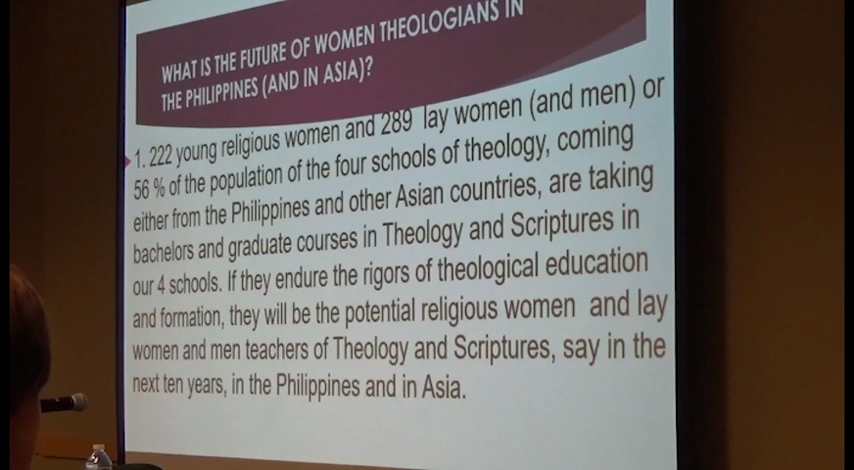 WHAT IS THE FUTURE OF WOMEN THEOLOGIANS IN
THE PHILIPPINES (AND IN ASIA)?
1. 222 young religious women and 289 lay women (and men) or
56 % of the population of the four schools of theology, coming
either from the Philippines and other Asian countries, are taking
bachelors and graduate courses in Theology and Scriptures in
our 4 schools. If they endure the rigors of theological education
and formation, they will be the potential religious women and lay
women and men teachers of Theology and Scriptures, say in the
next ten years, in the Philippines and in Asia.